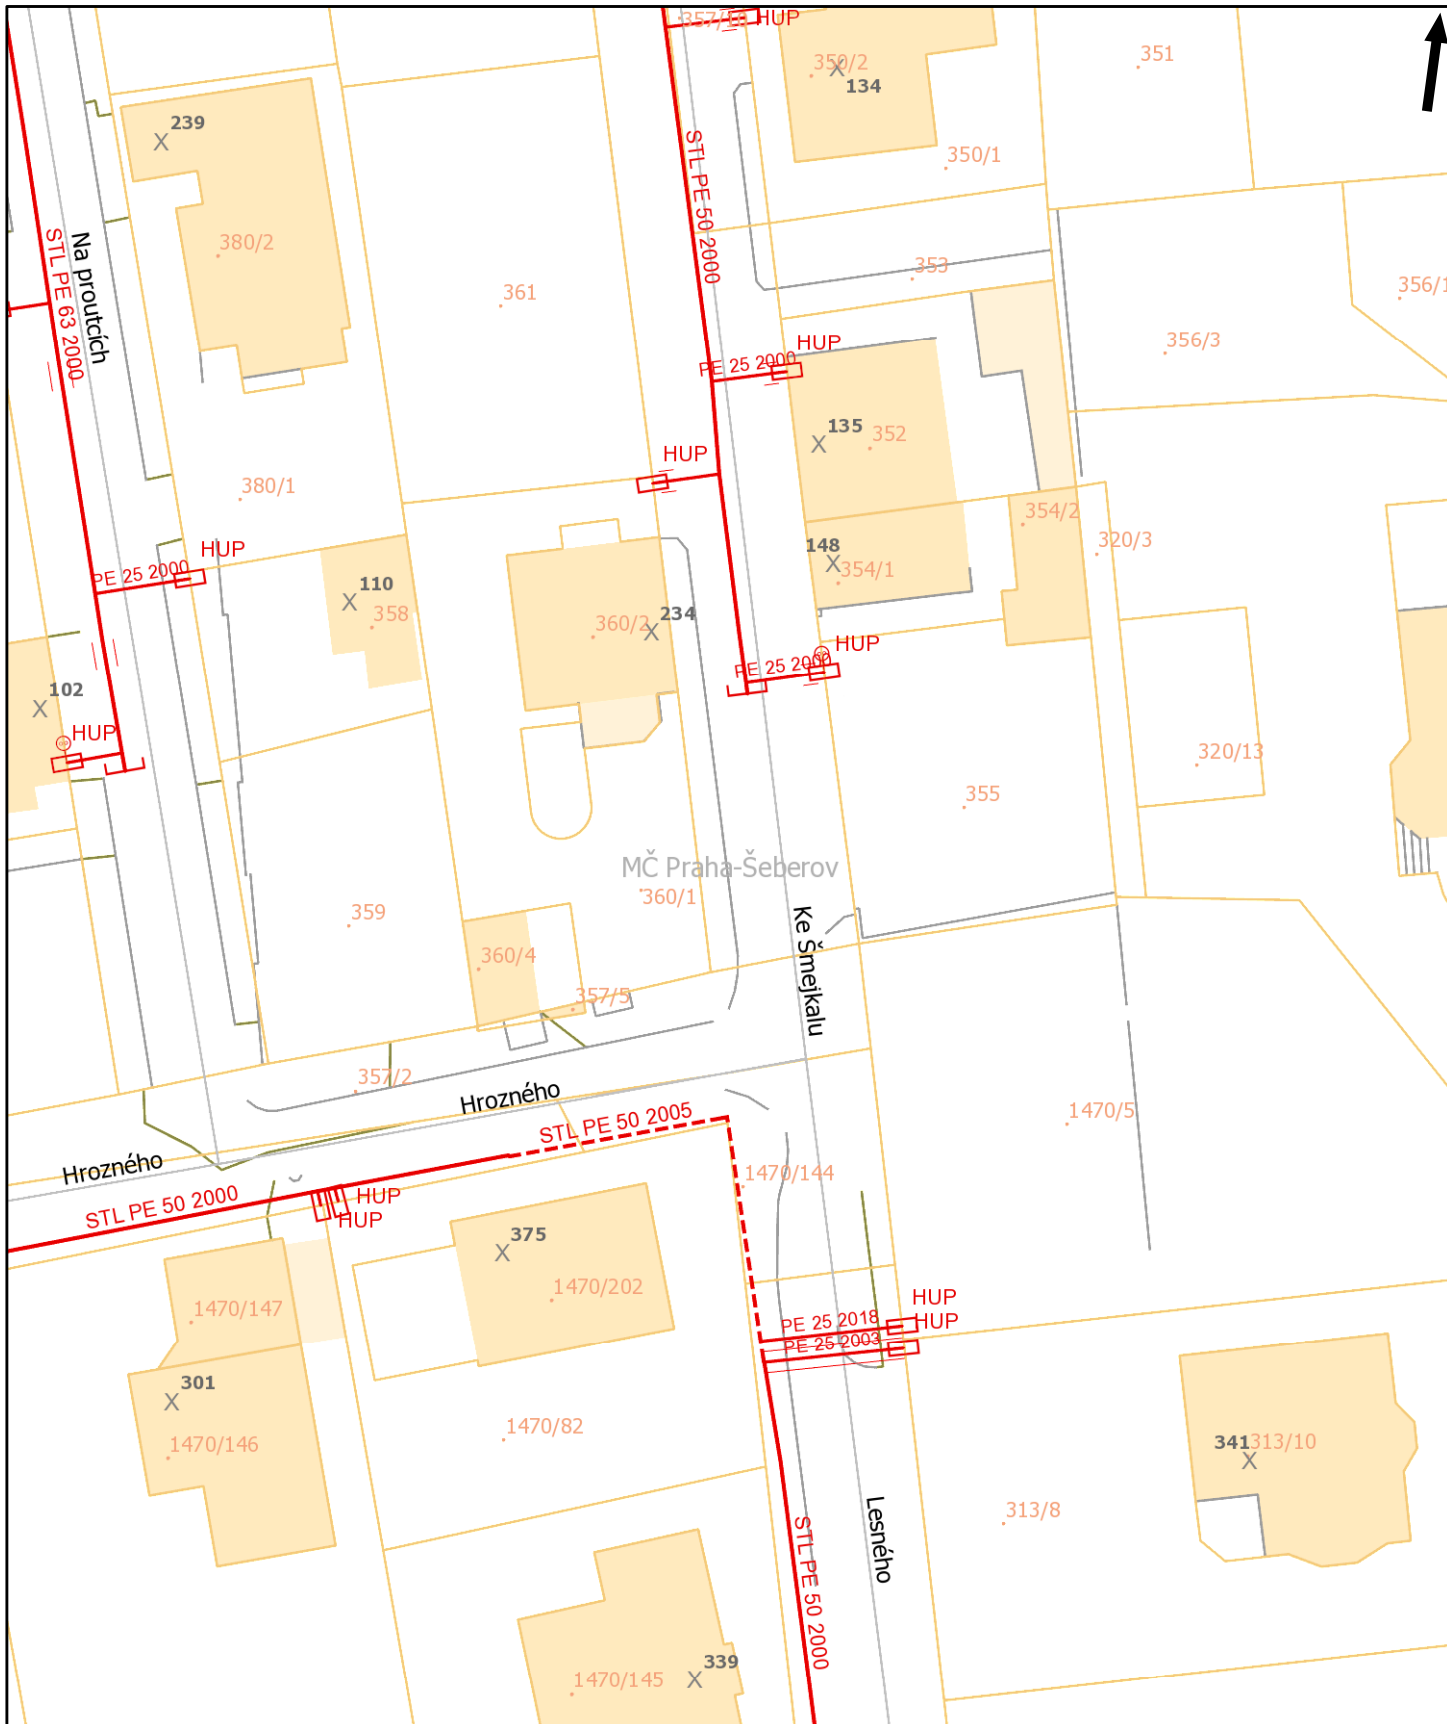 357/10
HUP
351
350/2
134
239
350/1
STL PE 50 2000
Na proutcích
STL PE 63 2000
380/2
353
356/1
361
HUP
356/3
PE 25 2000
135
352
HUP
380/1
354/2
HUP
148
320/3
PE 25 2000
354/1
110
358
360/2
234
HUP
PE 25 2000
102
HUP
320/13
355
MČ Praha-Šeberov
360/1
359
Ke Šmejkalu
360/4
357/5
357/2
Hrozného
1470/5
STL PE 50 2005
Hrozného
1470/144
STL PE 50 2000
HUP
HUP
375
1470/202
HUP
1470/147
PE 25 2018
HUP
PE 25 2003
301
1470/82
1470/146
341
313/10
313/8
Lesného
STL PE 50 2000
339
1470/145